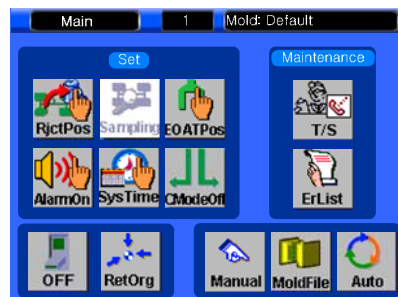 Main 1 Mold: Default
Set Maintenance
RjctPos Sampling EOATPos T/S
AlarmOn SysTime CModeOff ErList
OFF RetOrg Manual MoldFile Auto